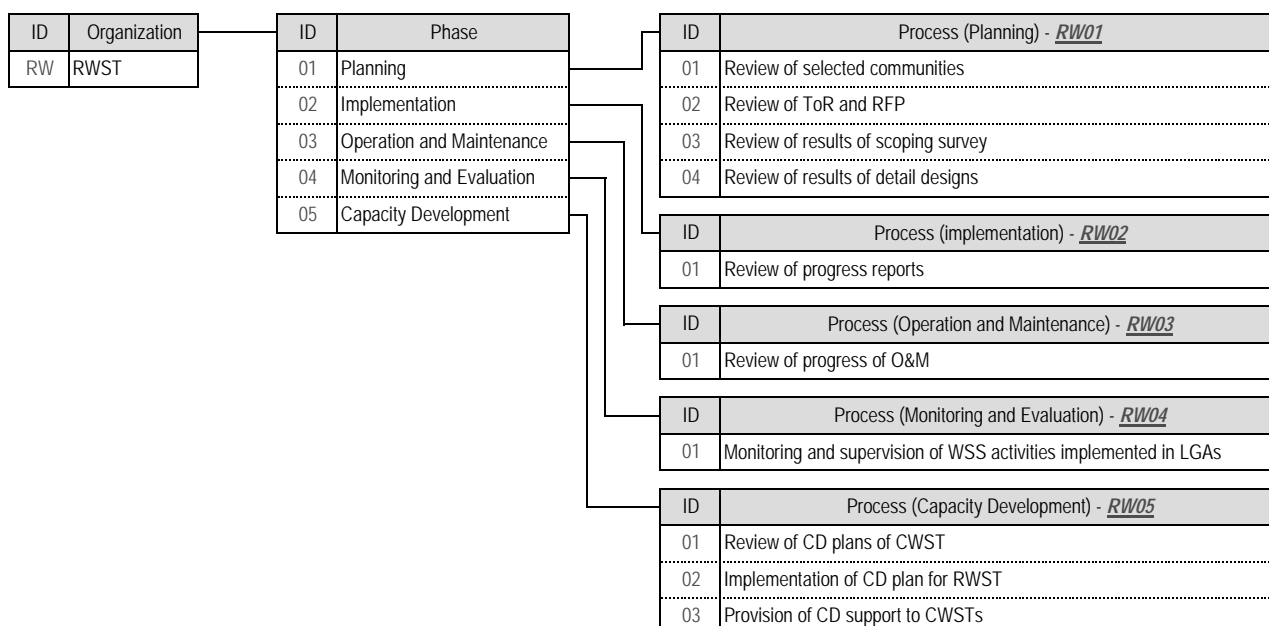 ID Organization
RW RWST
ID Phase
01 Planning
02 Implementation
03 Operation and Maintenance
04 Monitoring and Evaluation
05 Capacity Development
ID Process (Planning) - RW01
01 Review of selected communities
02 Review of ToR and RFP
03 Review of results of scoping survey
04 Review of results of detail designs
ID Process (implementation) - RW02
01 Review of progress reports
ID Process (Operation and Maintenance) - RW03
01 Review of progress of O&M
ID Process (Monitoring and Evaluation) - RW04
01 Monitoring and supervision of WSS activities implemented in LGAs
ID Process (Capacity Development) - RW05
01 Review of CD plans of CWST
02 Implementation of CD plan for RWST
03 Provision of CD support to CWSTs